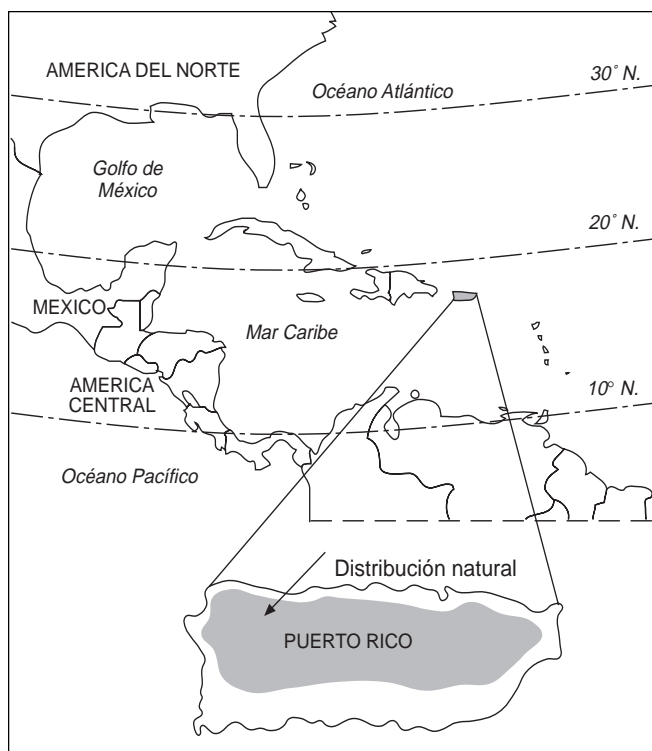 AMERICA DEL NORTE
Océano Atlántico
30° N.
Golfo de
México
20° N.
MEXICO
Mar Caribe
AMERICA
CENTRAL
10° N.
Océano Pacífico
Distribución natural
PUERTO RICO